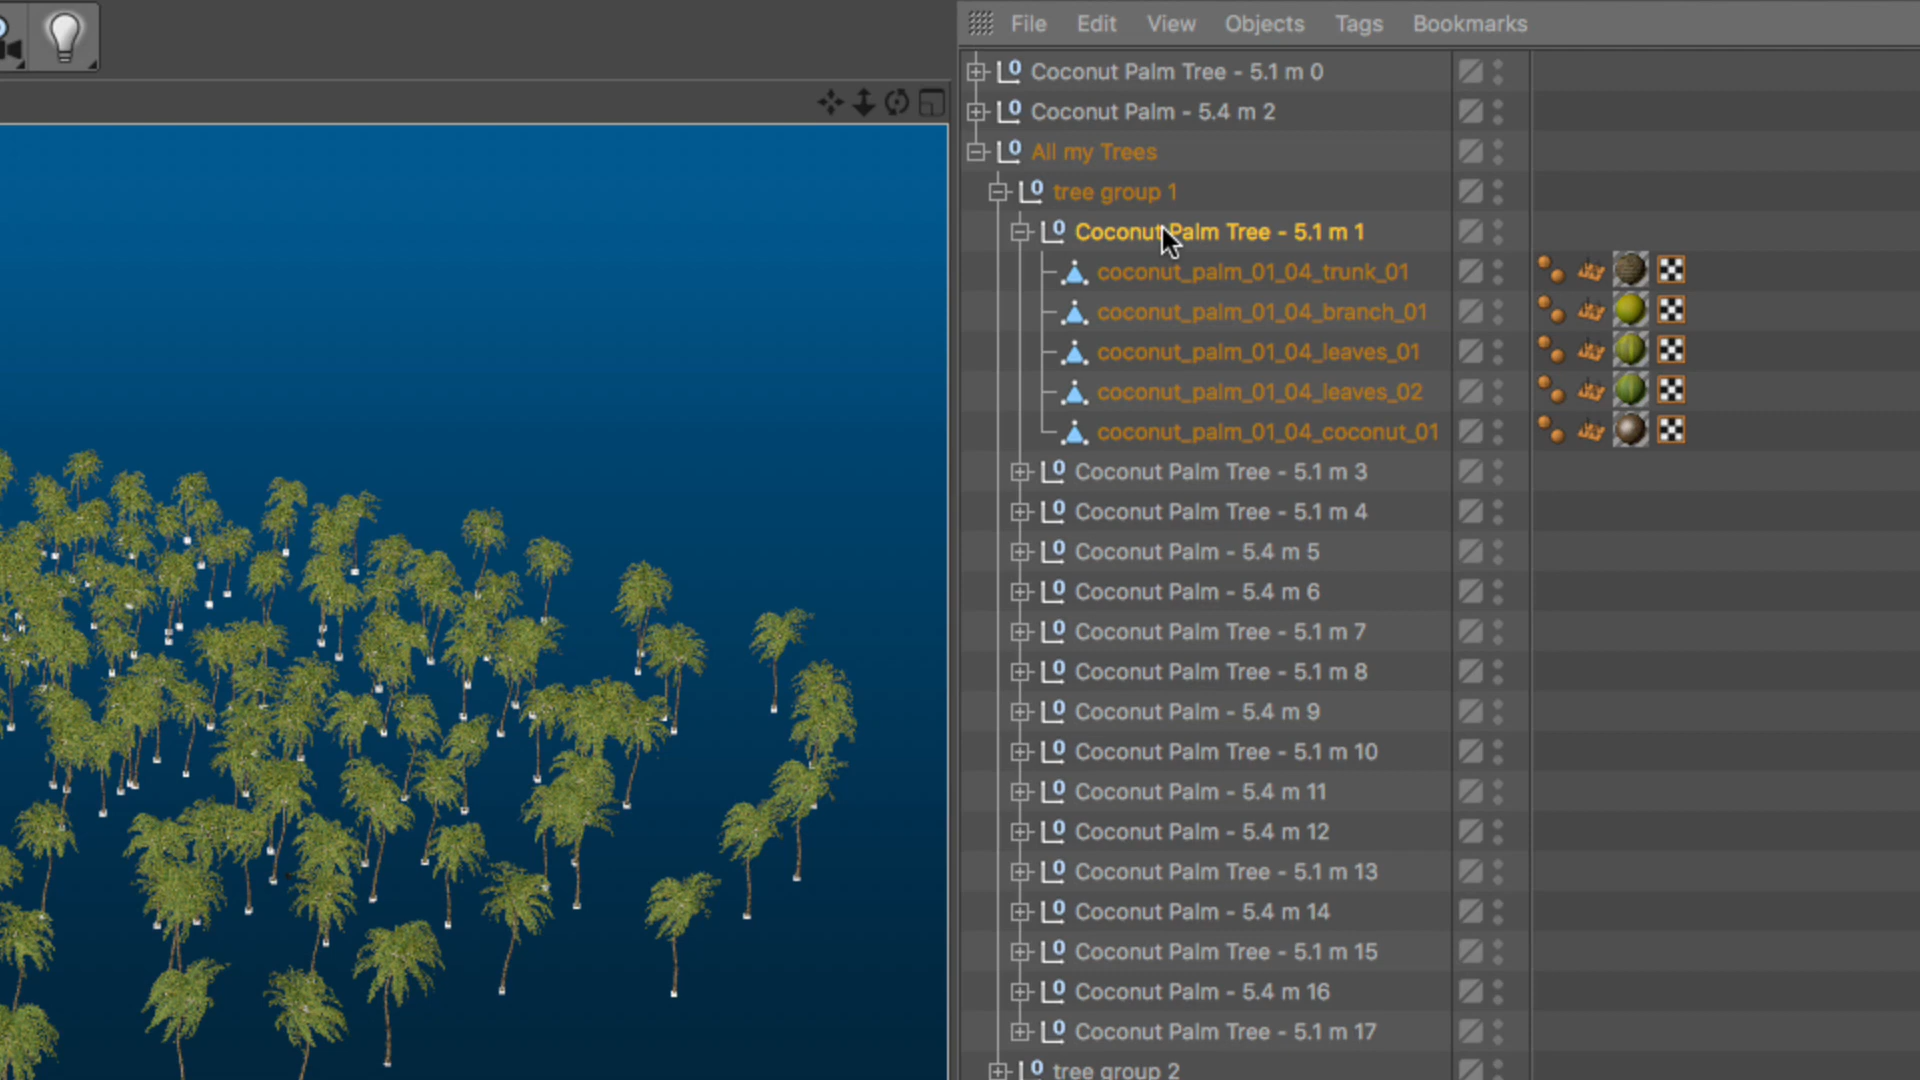 File Edit View Objects Tags Bookmarks
Coconut Palm Tree - 5.1 m 0
Coconut Palm - 5.4 m 2
All my Trees
tree group 1
Coconut Palm Tree - 5.1 m 1
coconut_palm_01_04_trunk_01
coconut_palm_01_04_branch_01
coconut_palm_01_04_leaves_01
coconut_palm_01_04_leaves_02
coconut_palm_01_04_coconut_01
Coconut Palm Tree - 5.1 m 3
Coconut Palm Tree - 5.1 m 4
Coconut Palm - 5.4 m 5
Coconut Palm - 5.4 m 6
Coconut Palm Tree - 5.1 m 7
Coconut Palm Tree - 5.1 m 8
Coconut Palm - 5.4 m 9
Coconut Palm Tree - 5.1 m 10
Coconut Palm - 5.4 m 11
Coconut Palm - 5.4 m 12
Coconut Palm Tree - 5.1 m 13
Coconut Palm - 5.4 m 14
Coconut Palm Tree - 5.1 m 15
Coconut Palm - 5.4 m 16
Coconut Palm Tree - 5.1 m 17
tree group 2